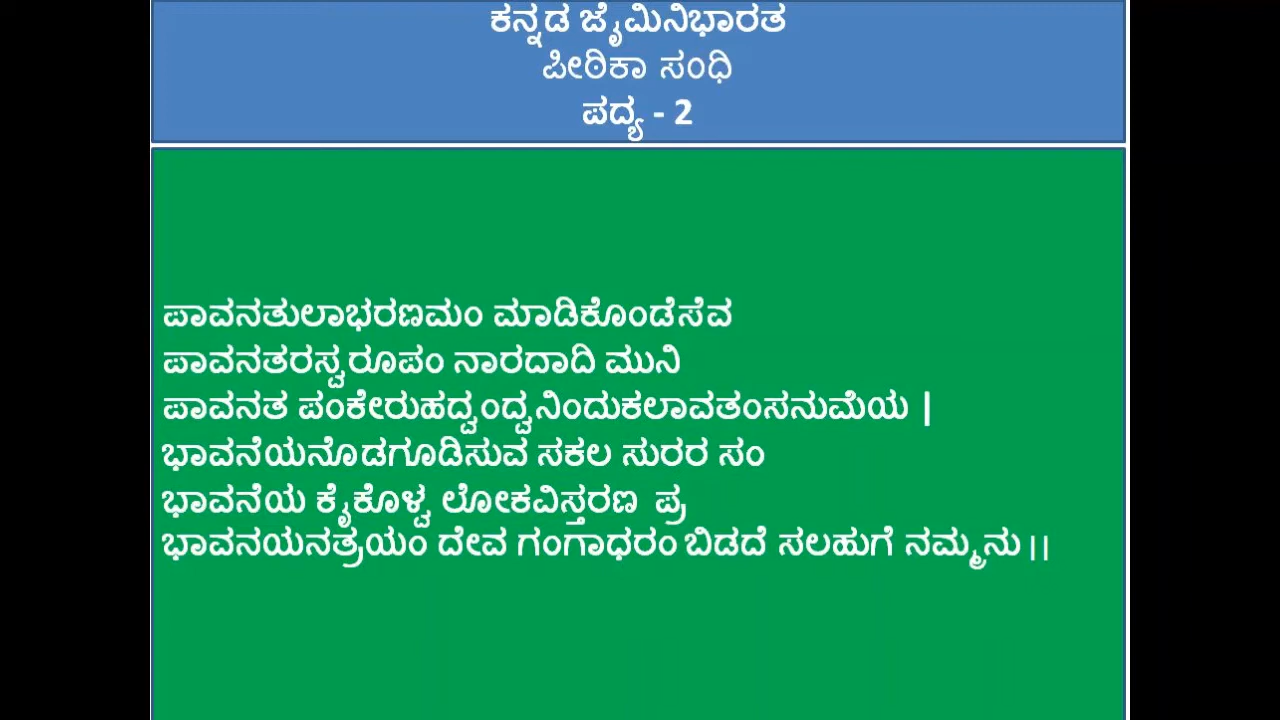 ಕನ್ನಡ ಜೈಮಿನಿಭಾರತ
ಪೀಠಿಕಾ ಸಂಧಿ
ಪದ್ಯ - 2
ಪಾವನತುಲಾಭರಣಮಂ ಮಾಡಿಕೊಂಡೆಸೆವ
ಪಾವನತರಸ್ವರೂಪಂ ನಾರದಾದಿ ಮುನಿ
ಪಾವನತ ಪಂಕೇರುಹದ್ವಂದ್ವನಿಂದುಕಲಾವತಂಸನುಮೆಯ |
ಭಾವನೆಯನೊಡಗೂಡಿಸುವ ಸಕಲ ಸುರರ ಸಂ
ಭಾವನೆಯ ಕೈಕೊಳ್ವ ಲೋಕವಿಸ್ತರಣ ಪ್ರ
ಭಾವನಯನತ್ರಯಂ ದೇವ ಗಂಗಾಧರಂ ಬಿಡದೆ ಸಲಹುಗೆ ನಮ್ಮನು ।।